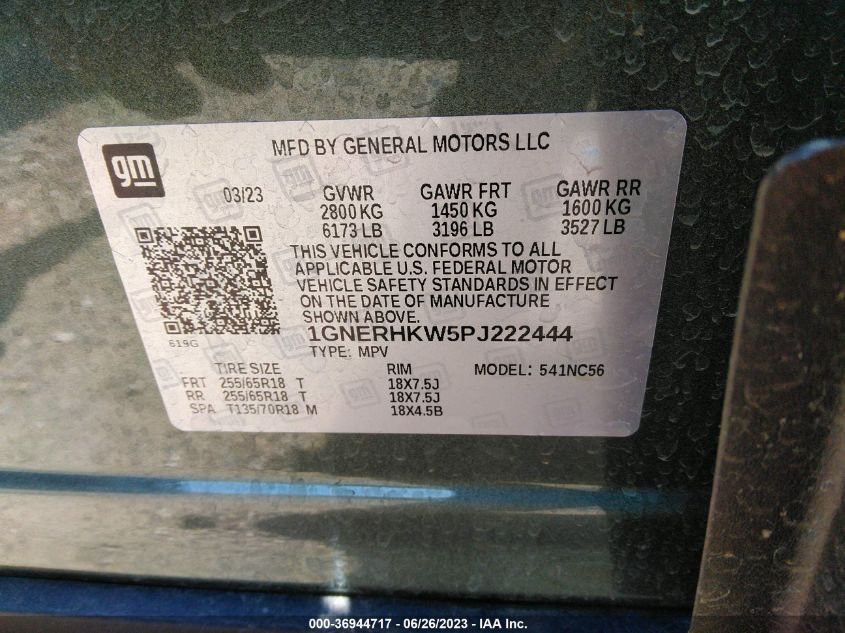 gm
MFD BY GENERAL MOTORS LLC
03/23 GVWR GAWR FRT GAWR RR
2800 KG 1450 KG 1600 KG
6173 LB 3196 LB 3527 LB
THIS VEHICLE CONFORMS TO ALL
APPLICABLE U.S. FEDERAL MOTOR
VEHICLE SAFETY STANDARDS IN EFFECT
ON THE DATE OF MANUFACTURE
SHOWN ABOVE.
619G
1GNERHKW5PJ222444
TYPE: MPV
TIRE SIZE RIM MODEL: 541NC56
FRT 255/65R18 T 18X7.5J
RR 255/65R18 T 18X7.5J
SPA T135/70R18 M 18X4.5B
000-36944717 - 06/26/2023 - IAA Inc.